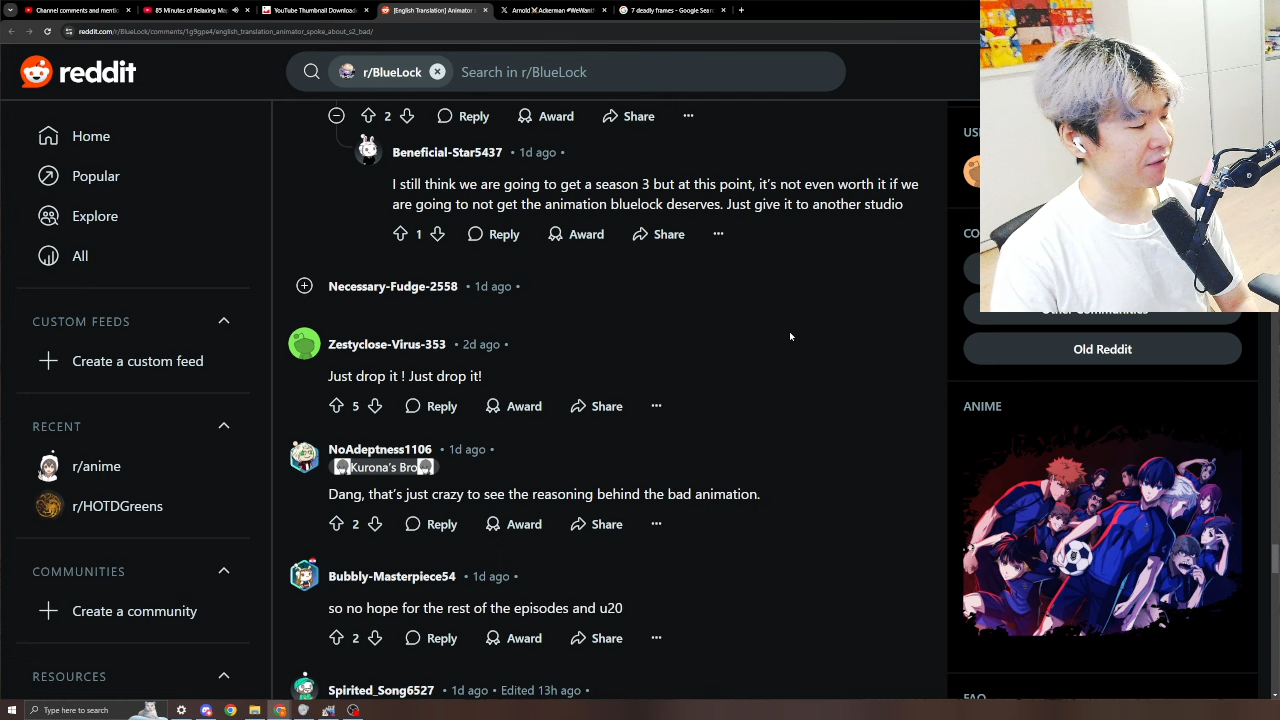 Channel comments and menti
85 Minutes of Relaxing Ma
YouTube Thumbnail Download
[English Translation] Animator
Arnold Ackerman #WeWant
7 deadly frames - Google Sear
reddit.com/r/BlueLock/comments/1g9gpe4/english_translation_animator_spoke_about_s2_bad/
reddit
r/BlueLock
Search in r/BlueLock
2 Reply Award Share
Home
Popular
Explore
All
CUSTOM FEEDS
Create a custom feed
RECENT
r/anime
r/HOTDGreens
COMMUNITIES
Create a community
RESOURCES
Beneficial-Star5437 • 1d ago •
I still think we are going to get a season 3 but at this point, it's not even worth it if we
are going to not get the animation bluelock deserves. Just give it to another studio
1 Reply Award Share
Necessary-Fudge-2558 • 1d ago •
Zestyclose-Virus-353 • 2d ago •
Just drop it ! Just drop it!
5 Reply Award Share
NoAdeptness1106 • 1d ago •
Kurona's Bro
Dang, that's just crazy to see the reasoning behind the bad animation.
2 Reply Award Share
Bubbly-Masterpiece54 • 1d ago •
so no hope for the rest of the episodes and u20
2 Reply Award Share
Spirited_Song6527 • 1d ago • Edited 13h ago •
US
CO
Old Reddit
ANIME
FAQ
Type here to search